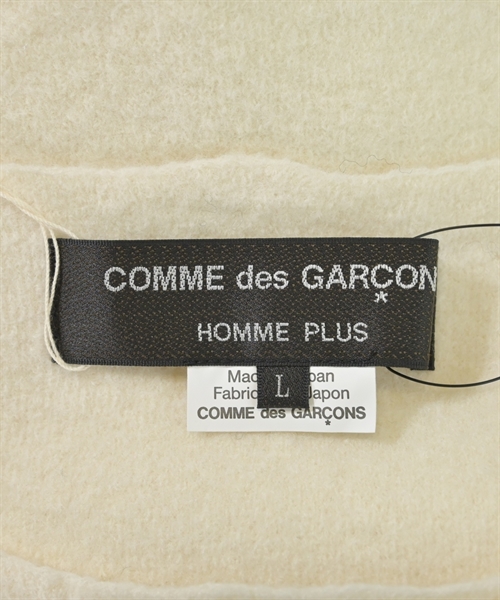 COMME des GARÇON
HOMME PLUS
L
Mad pan
Fabric Japon
COMME des GARÇONS